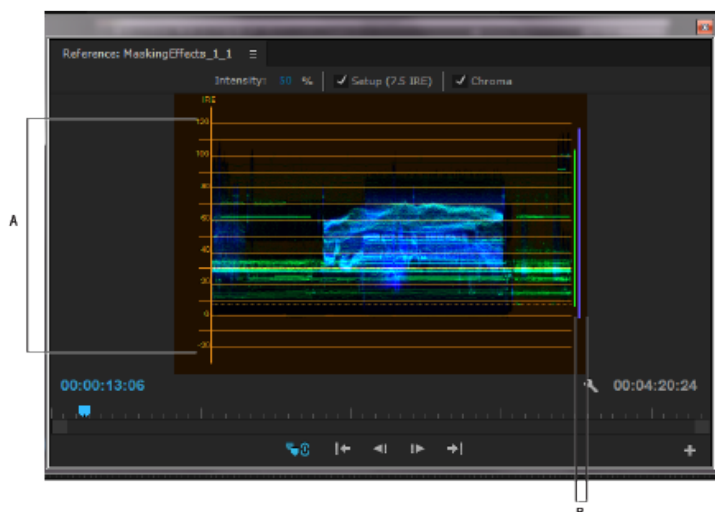 Reference: MaskingEffects_1_1
Intensity: 50 % Setup (7.5 IRE) Chroma
IRE
120
100
80
A
60
40
20
0
-20
00:00:13:06 00:04:20:24
B